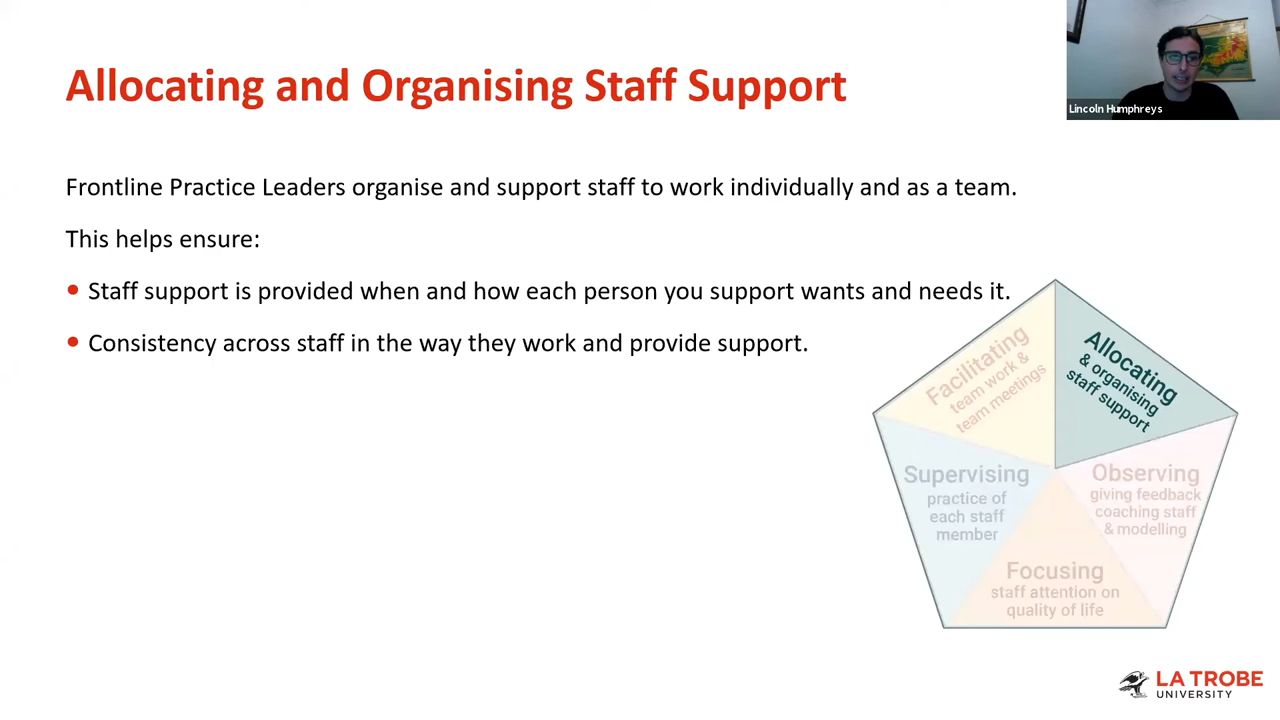 Allocating and Organising Staff Support
Lincoln Humphreys
Frontline Practice Leaders organise and support staff to work individually and as a team.
This helps ensure:
• Staff support is provided when and how each person you support wants and needs it.
• Consistency across staff in the way they work and provide support.
Facilitating
team work &
team meetings
Allocating
& organising
staff support
Supervising
practice of
each staff
member
Observing
giving feedback
coaching staff
& modelling
Focusing
staff attention on
quality of life
LA TROBE
UNIVERSITY